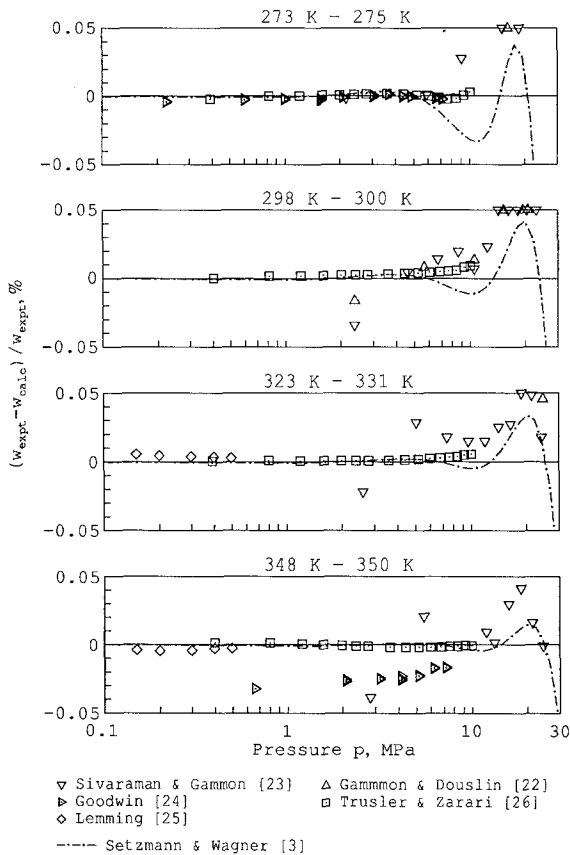 273 K - 275 K
0.05
0
-0.05
298 K - 300 K
0.05
0
-0.05
(w_expt-w_calc)/w_expt, %
323 K - 331 K
0.05
0
-0.05
348 K - 350 K
0.05
0
-0.05
0.1
1
10
30
Pressure p, MPa
▽ Sivaraman & Gammon [23]
△ Gammmon & Douslin [22]
Goodwin [24]
Trusler & Zarari [26]
◇ Lemming [25]
Setzmann & Wagner [3]